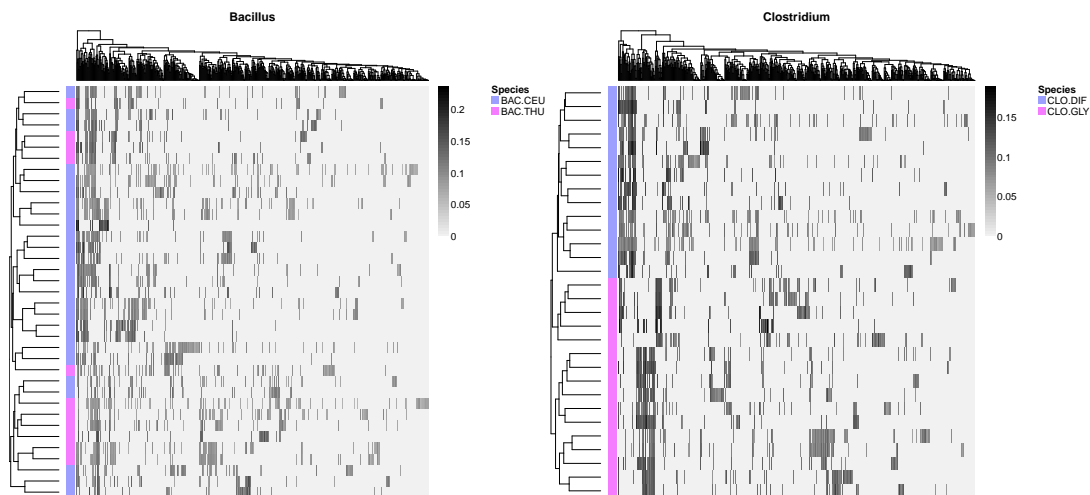 Bacillus
Species
BAC.CEU
BAC.THU
0.2
0.15
0.1
0.05
0
Clostridium
Species
CLO.DIF
CLO.GLY
0.15
0.1
0.05
0